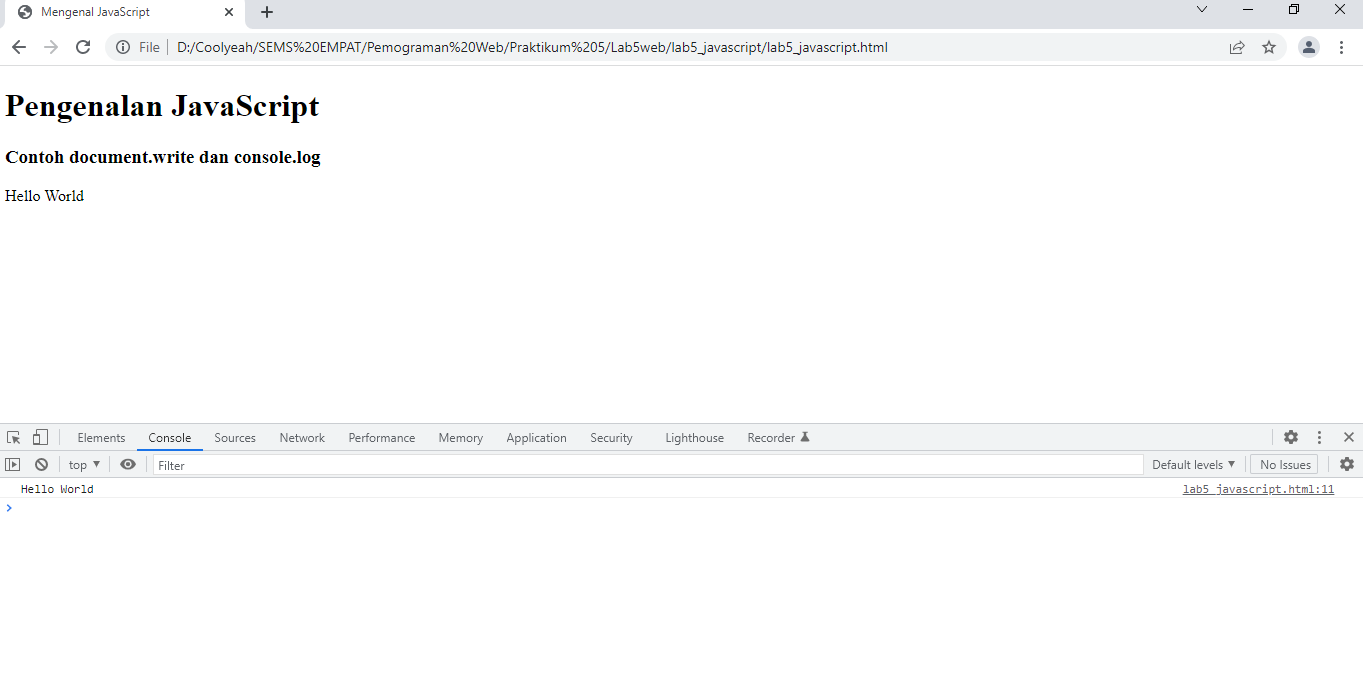 Mengenal JavaScript
File D:/Coolyeah/SEMS%20EMPAT/Pemograman%20Web/Praktikum%205/Lab5web/lab5_javascript/lab5_javascript.html
Pengenalan JavaScript
Contoh document.write dan console.log
Hello World
Elements Console Sources Network Performance Memory Application Security Lighthouse Recorder
top Filter Default levels No Issues
Hello World lab5_javascript.html:11